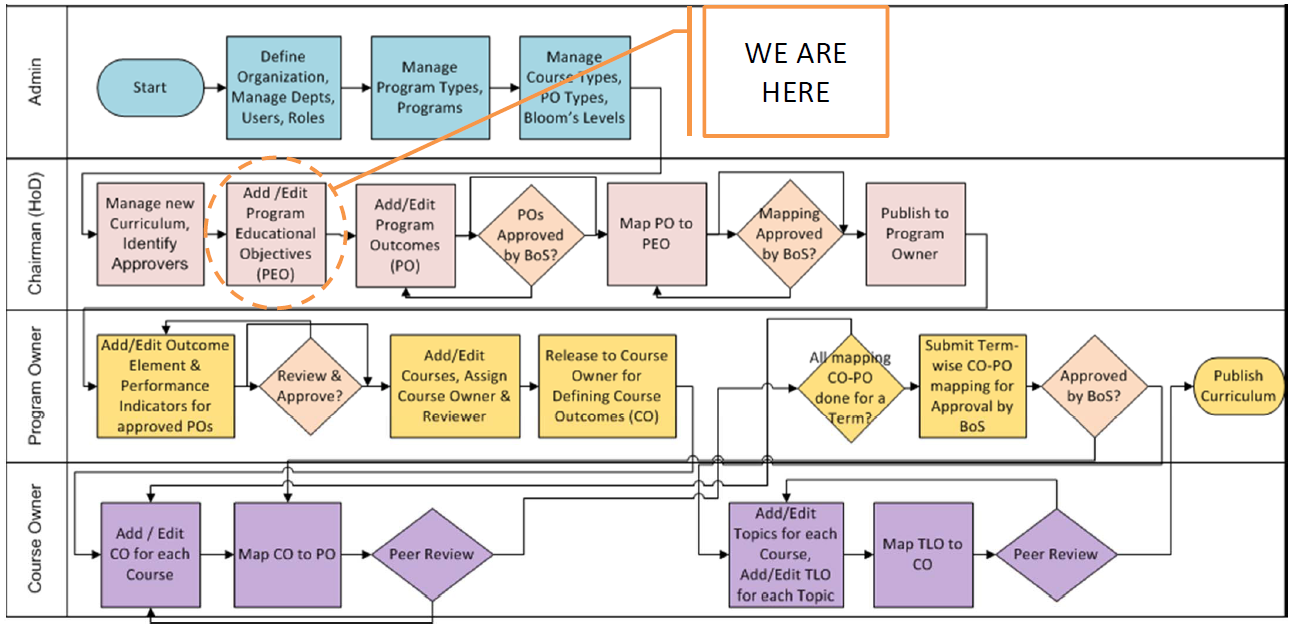 WE ARE
HERE
Admin
Start
Define
Organization,
Manage Depts,
Users, Roles
Manage
Program Types,
Programs
Manage
Course Types,
PO Types,
Bloom's Levels
Chairman (HoD)
Manage new
Curriculum,
Identify
Approvers
Add /Edit
Program
Educational
Objectives
(PEO)
Add/Edit
Program
Outcomes
(PO)
POs
Approved
by BoS?
Map PO to
PEO
Mapping
Approved
by BoS?
Publish to
Program
Owner
Program Owner
Add/Edit Outcome
Element &
Performance
Indicators for
approved POs
Review &
Approve?
Add/Edit
Courses, Assign
Course Owner &
Reviewer
Release to Course
Owner for
Defining Course
Outcomes (CO)
All mapping
CO-PO
done for a
Term?
Submit Term-
wise CO-PO
mapping for
Approval by
BoS
Approved
by BoS?
Publish
Curriculum
Course Owner
Add / Edit
CO for each
Course
Map CO to PO
Peer Review
Add/Edit
Topics for each
Course,
Add/Edit TLO
for each Topic
Map TLO to
CO
Peer Review